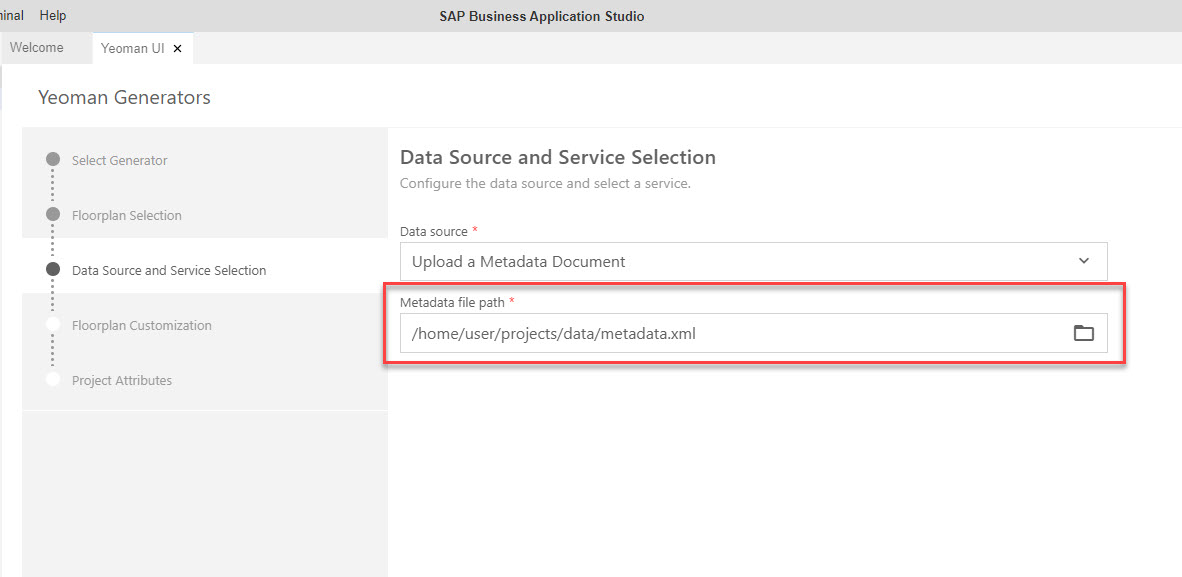 inal Help SAP Business Application Studio
Welcome Yeoman UI
Yeoman Generators
Select Generator
Floorplan Selection
Data Source and Service Selection
Floorplan Customization
Project Attributes
Data Source and Service Selection
Configure the data source and select a service.
Data source *
Upload a Metadata Document
Metadata file path *
/home/user/projects/data/metadata.xml